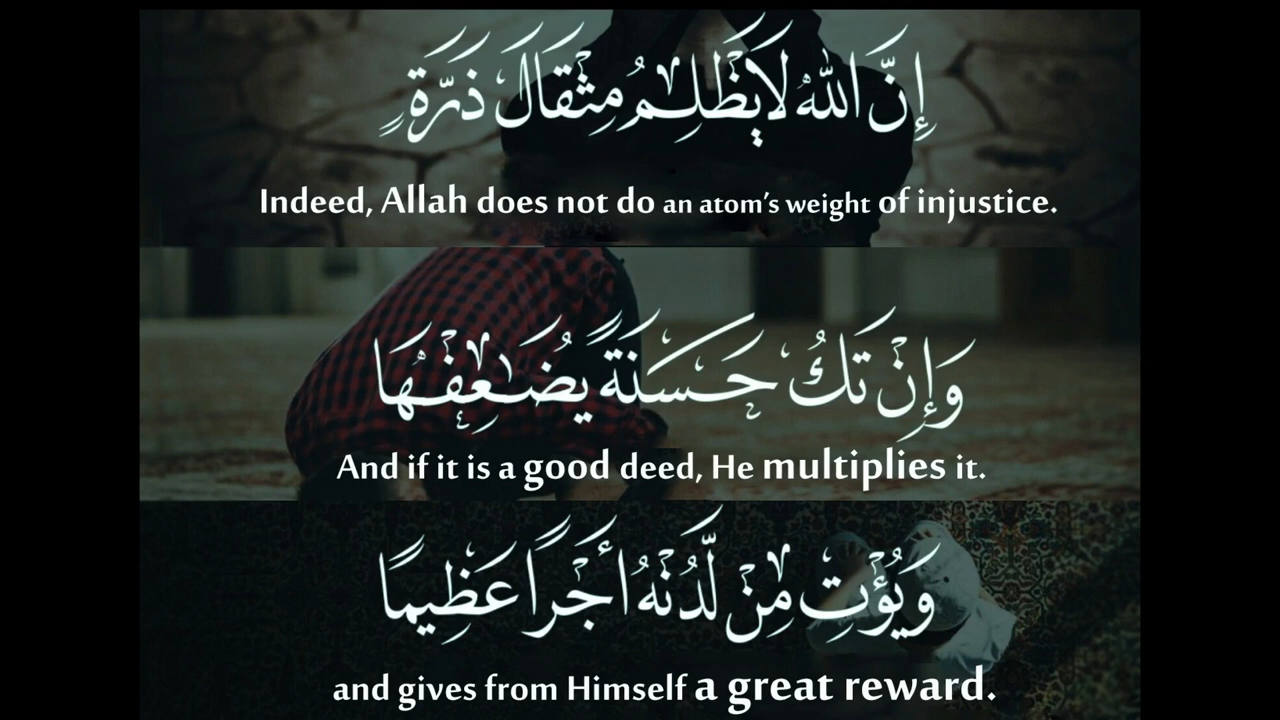 إِنَّ اللَّهَ لَا يَظْلِمُ مِثْقَالَ ذَرَّةٍ
Indeed, Allah does not do an atom’s weight of injustice.
وَإِنْ تَكُ حَسَنَةً يُضَاعِفْهَا
And if it is a good deed, He multiplies it.
وَيُؤْتِ مِنْ لَّدُنْهُ أَجْرًا عَظِيمًا
and gives from Himself a great reward.